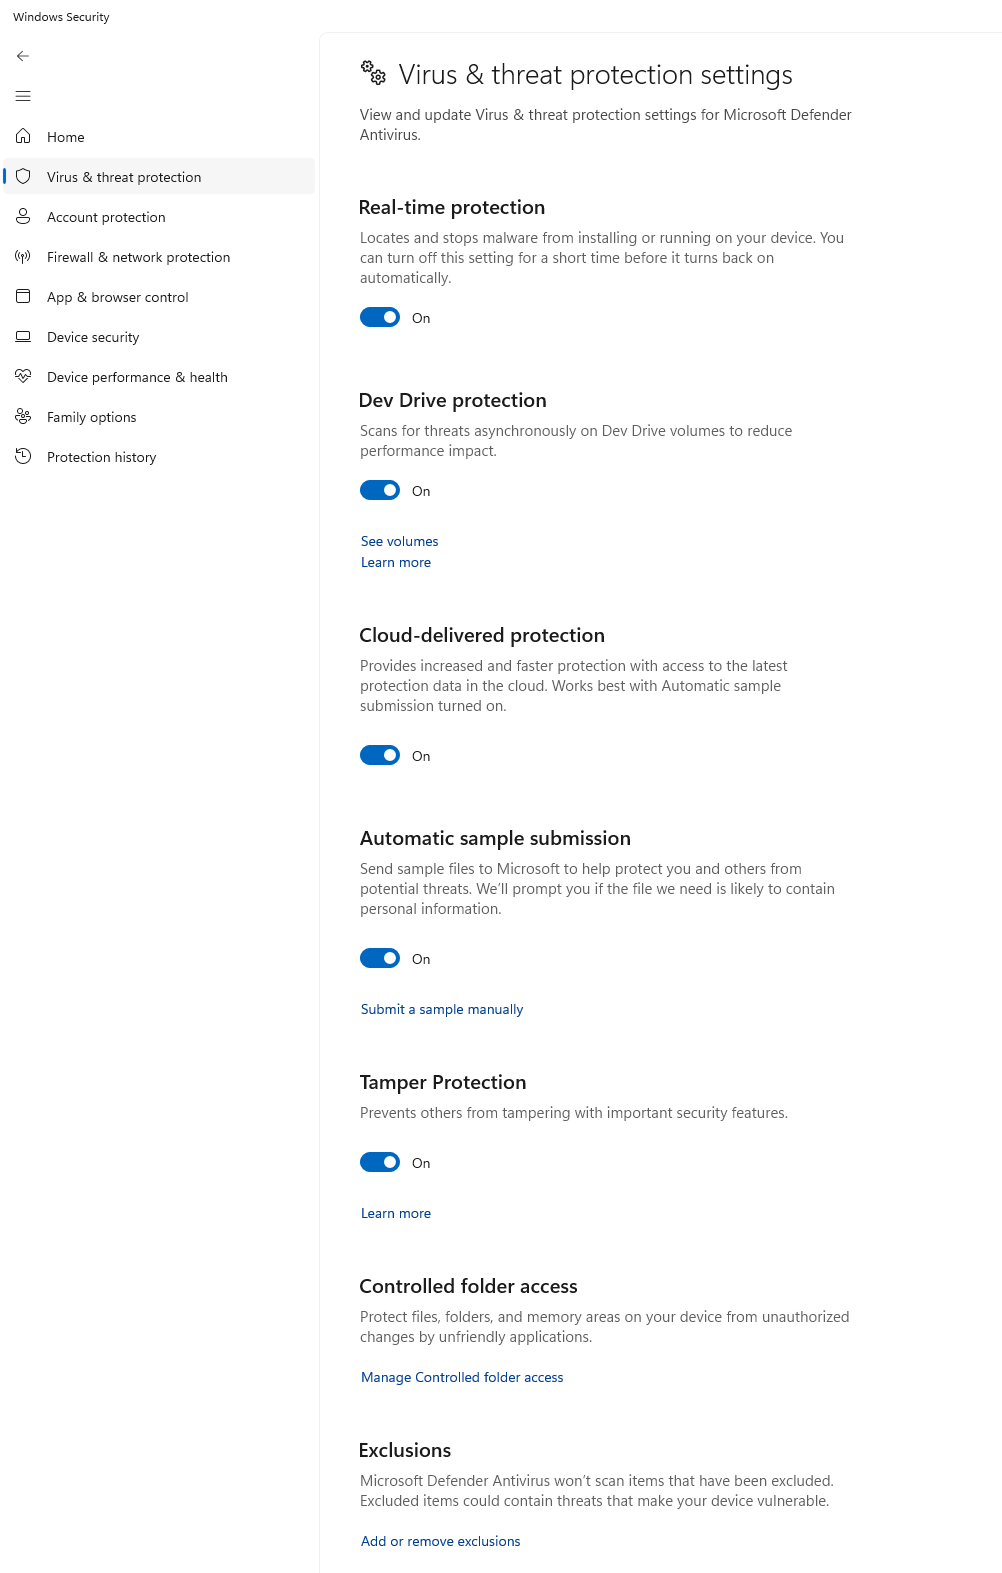 Windows Security
Home
Virus & threat protection
Account protection
Firewall & network protection
App & browser control
Device security
Device performance & health
Family options
Protection history
Virus & threat protection settings
View and update Virus & threat protection settings for Microsoft Defender
Antivirus.
Real-time protection
Locates and stops malware from installing or running on your device. You
can turn off this setting for a short time before it turns back on
automatically.
On
Dev Drive protection
Scans for threats asynchronously on Dev Drive volumes to reduce
performance impact.
On
See volumes
Learn more
Cloud-delivered protection
Provides increased and faster protection with access to the latest
protection data in the cloud. Works best with Automatic sample
submission turned on.
On
Automatic sample submission
Send sample files to Microsoft to help protect you and others from
potential threats. We’ll prompt you if the file we need is likely to contain
personal information.
On
Submit a sample manually
Tamper Protection
Prevents others from tampering with important security features.
On
Learn more
Controlled folder access
Protect files, folders, and memory areas on your device from unauthorized
changes by unfriendly applications.
Manage Controlled folder access
Exclusions
Microsoft Defender Antivirus won’t scan items that have been excluded.
Excluded items could contain threats that make your device vulnerable.
Add or remove exclusions